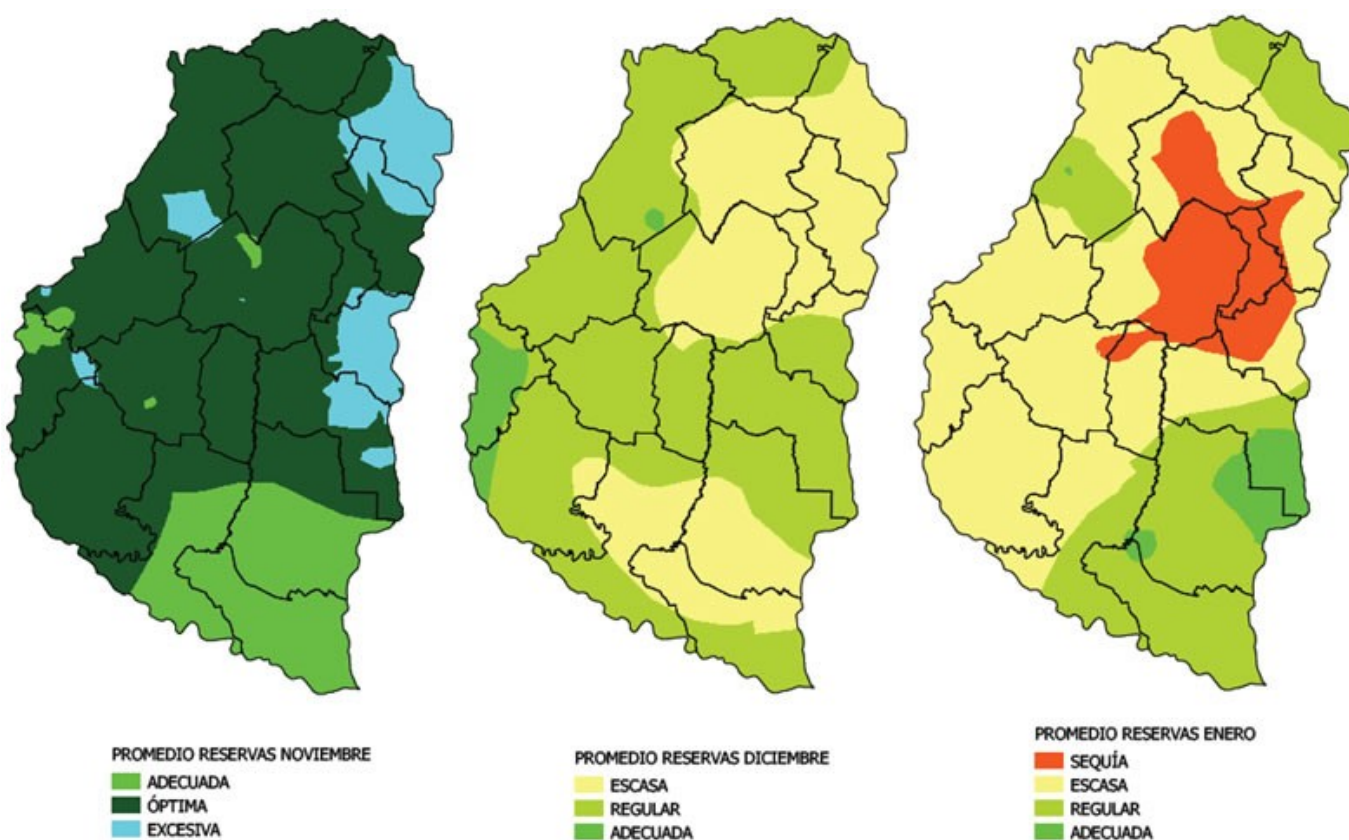 PROMEDIO RESERVAS NOVIEMBRE
ADECUADA
ÓPTIMA
EXCESIVA
PROMEDIO RESERVAS DICIEMBRE
ESCASA
REGULAR
ADECUADA
PROMEDIO RESERVAS ENERO
SEQUÍA
ESCASA
REGULAR
ADECUADA